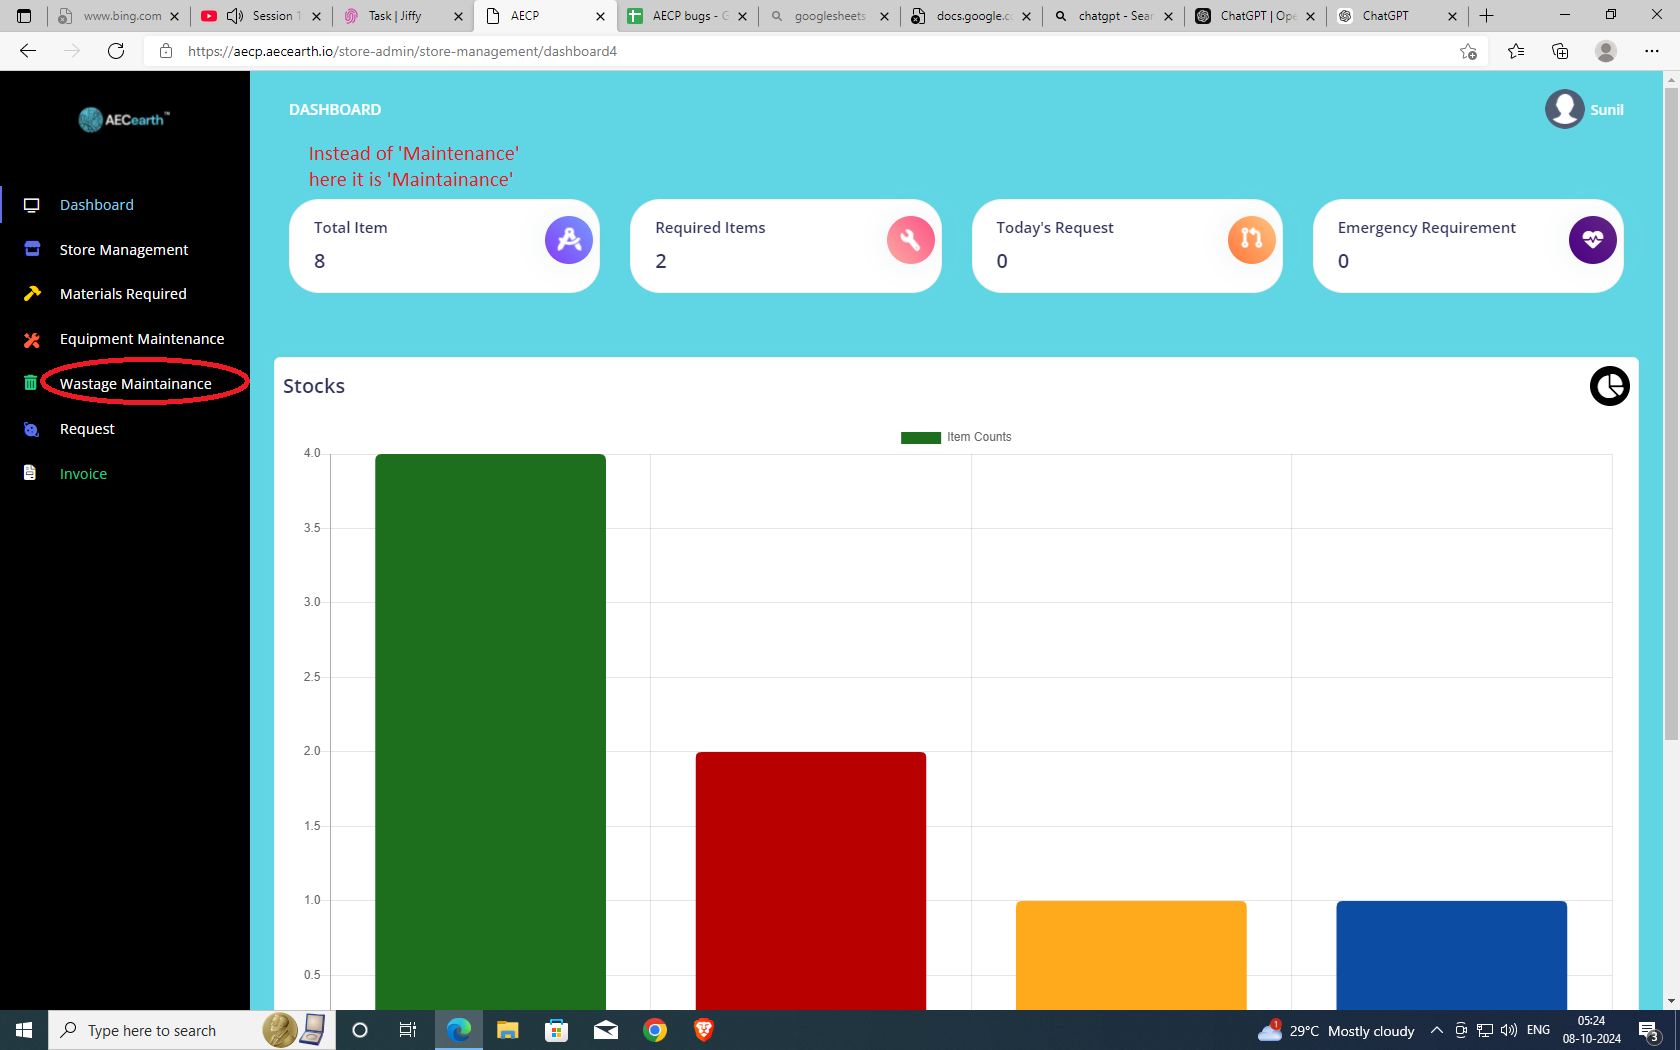 www.bing.com
Session 1
Task | Jiffy
AECP
AECP bugs - G
googlesheets
docs.google.co
chatgpt - Sear
ChatGPT | Ope
ChatGPT
https://aecp.aecearth.io/store-admin/store-management/dashboard4
AECearth™
DASHBOARD
Sunil
Instead of 'Maintenance'
here it is 'Maintainance'
Dashboard
Store Management
Materials Required
Equipment Maintenance
Wastage Maintainance
Request
Invoice
Total Item
8
Required Items
2
Today's Request
0
Emergency Requirement
0
Stocks
Item Counts
4.0
3.5
3.0
2.5
2.0
1.5
1.0
0.5
Type here to search
1
29°C Mostly cloudy
ENG
05:24
08-10-2024
3